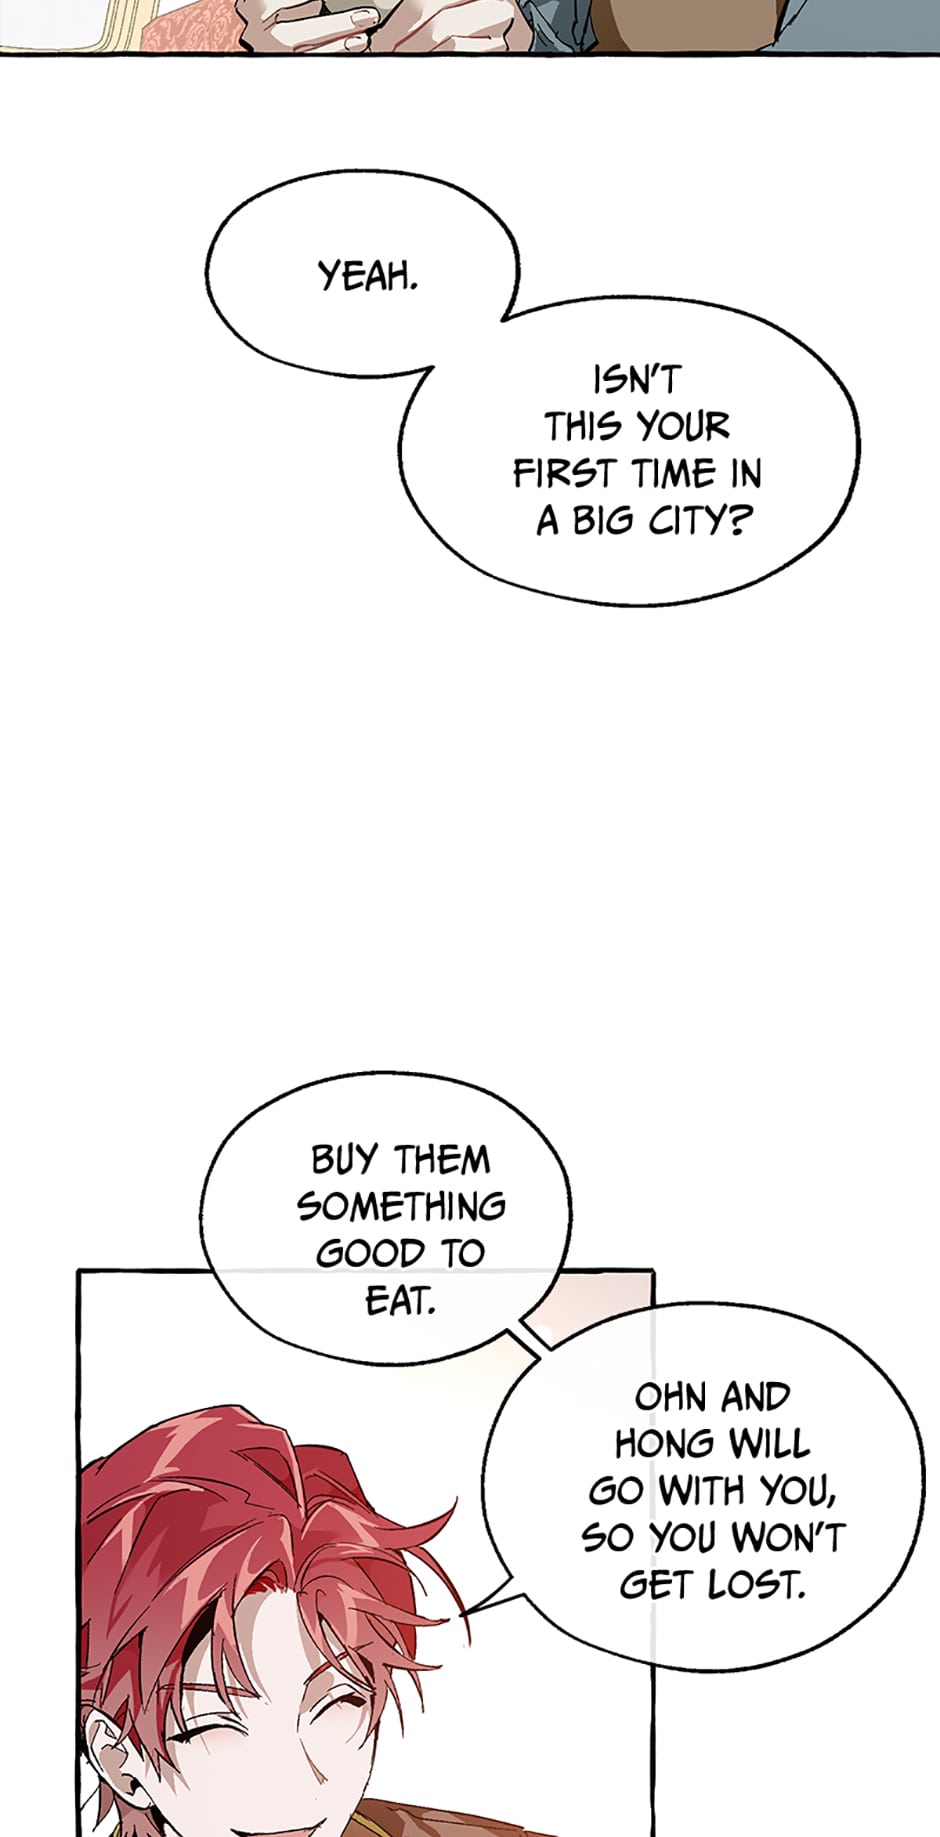 YEAH.
ISN'T
THIS YOUR
FIRST TIME IN
A BIG CITY?
BUY THEM
SOMETHING
GOOD TO
EAT.
OHN AND
HONG WILL
GO WITH YOU,
SO YOU WON'T
GET LOST.